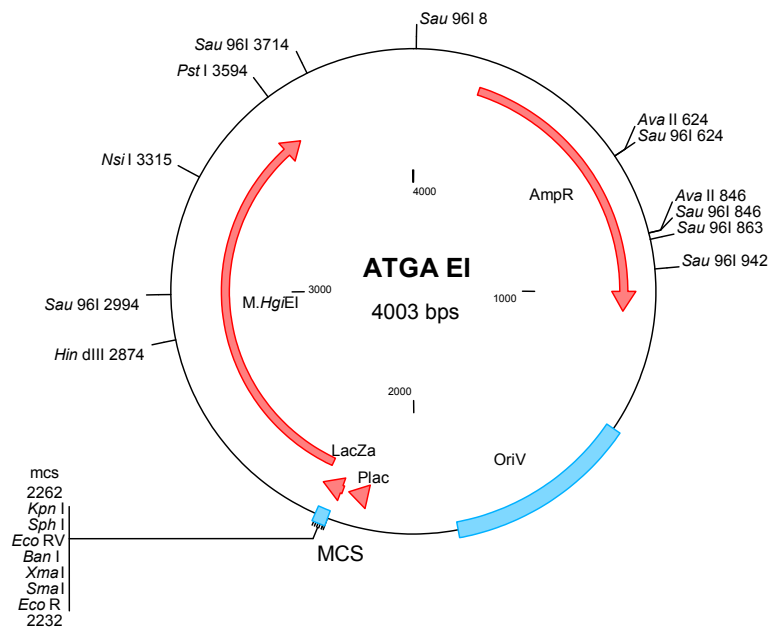 Sau 96I 8
Sau 96I 3714
Pst I 3594
Nsi I 3315
Sau 96I 2994
Hin dIII 2874
Ava II 624
Sau 96I 624
Ava II 846
Sau 96I 846
Sau 96I 863
Sau 96I 942
4000
AmpR
ATGA EI
4003 bps
M.HgiEI
3000
1000
2000
LacZa
Plac
OriV
MCS
mcs
2262
Kpn I
Sph I
Eco RV
Ban I
Xma I
Sma I
Eco R
2232